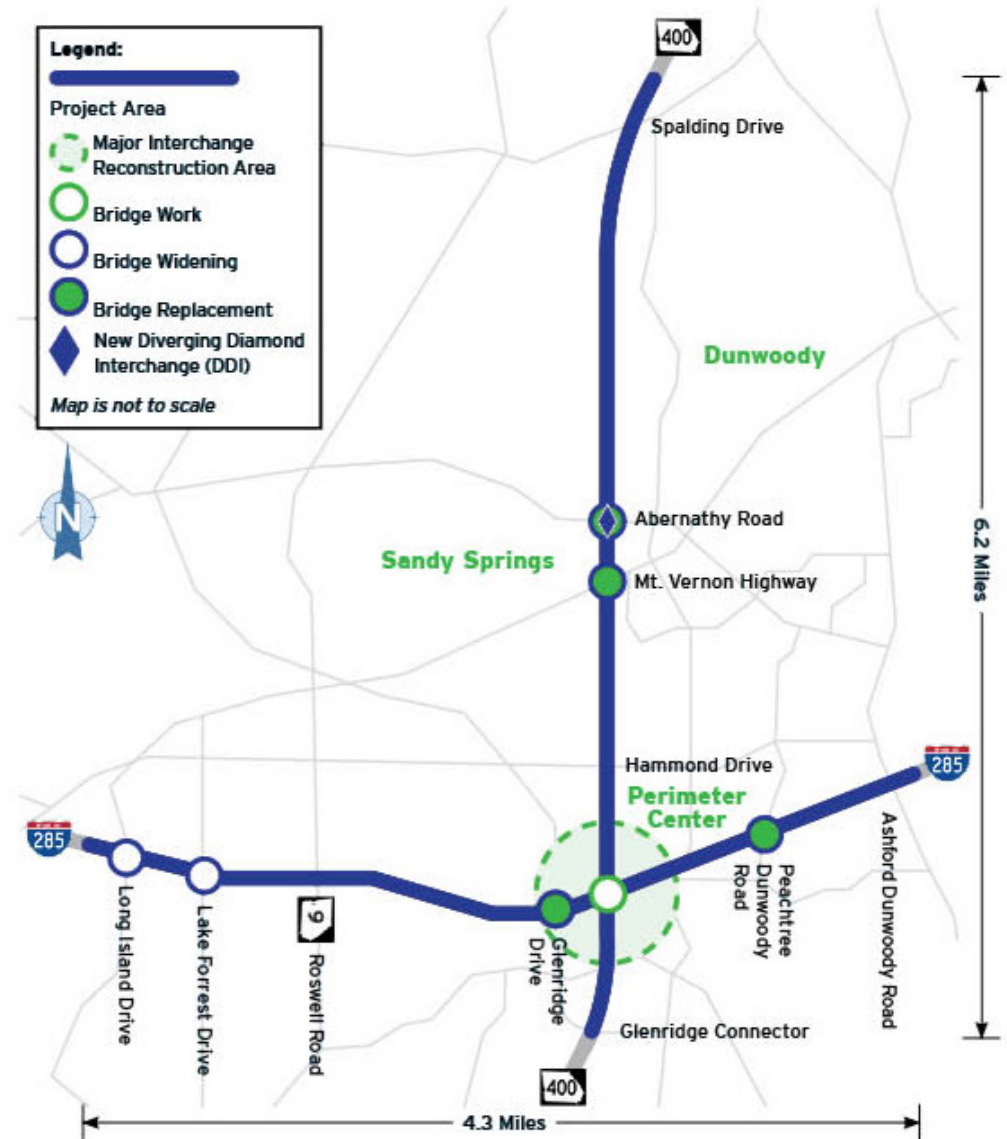 Legend:
Project Area
Major Interchange
Reconstruction Area
Bridge Work
Bridge Widening
Bridge Replacement
New Diverging Diamond
Interchange (DDI)
Map is not to scale
N
400
Spalding Drive
Dunwoody
Abernathy Road
Sandy Springs
Mt. Vernon Highway
6.2 Miles
Hammond Drive
Perimeter
Center
285
285
Long Island Drive
Lake Forrest Drive
9
Roswell Road
Glenridge
Drive
Peachtree
Dunwoody
Road
Ashford Dunwoody Road
Glenridge Connector
400
4.3 Miles